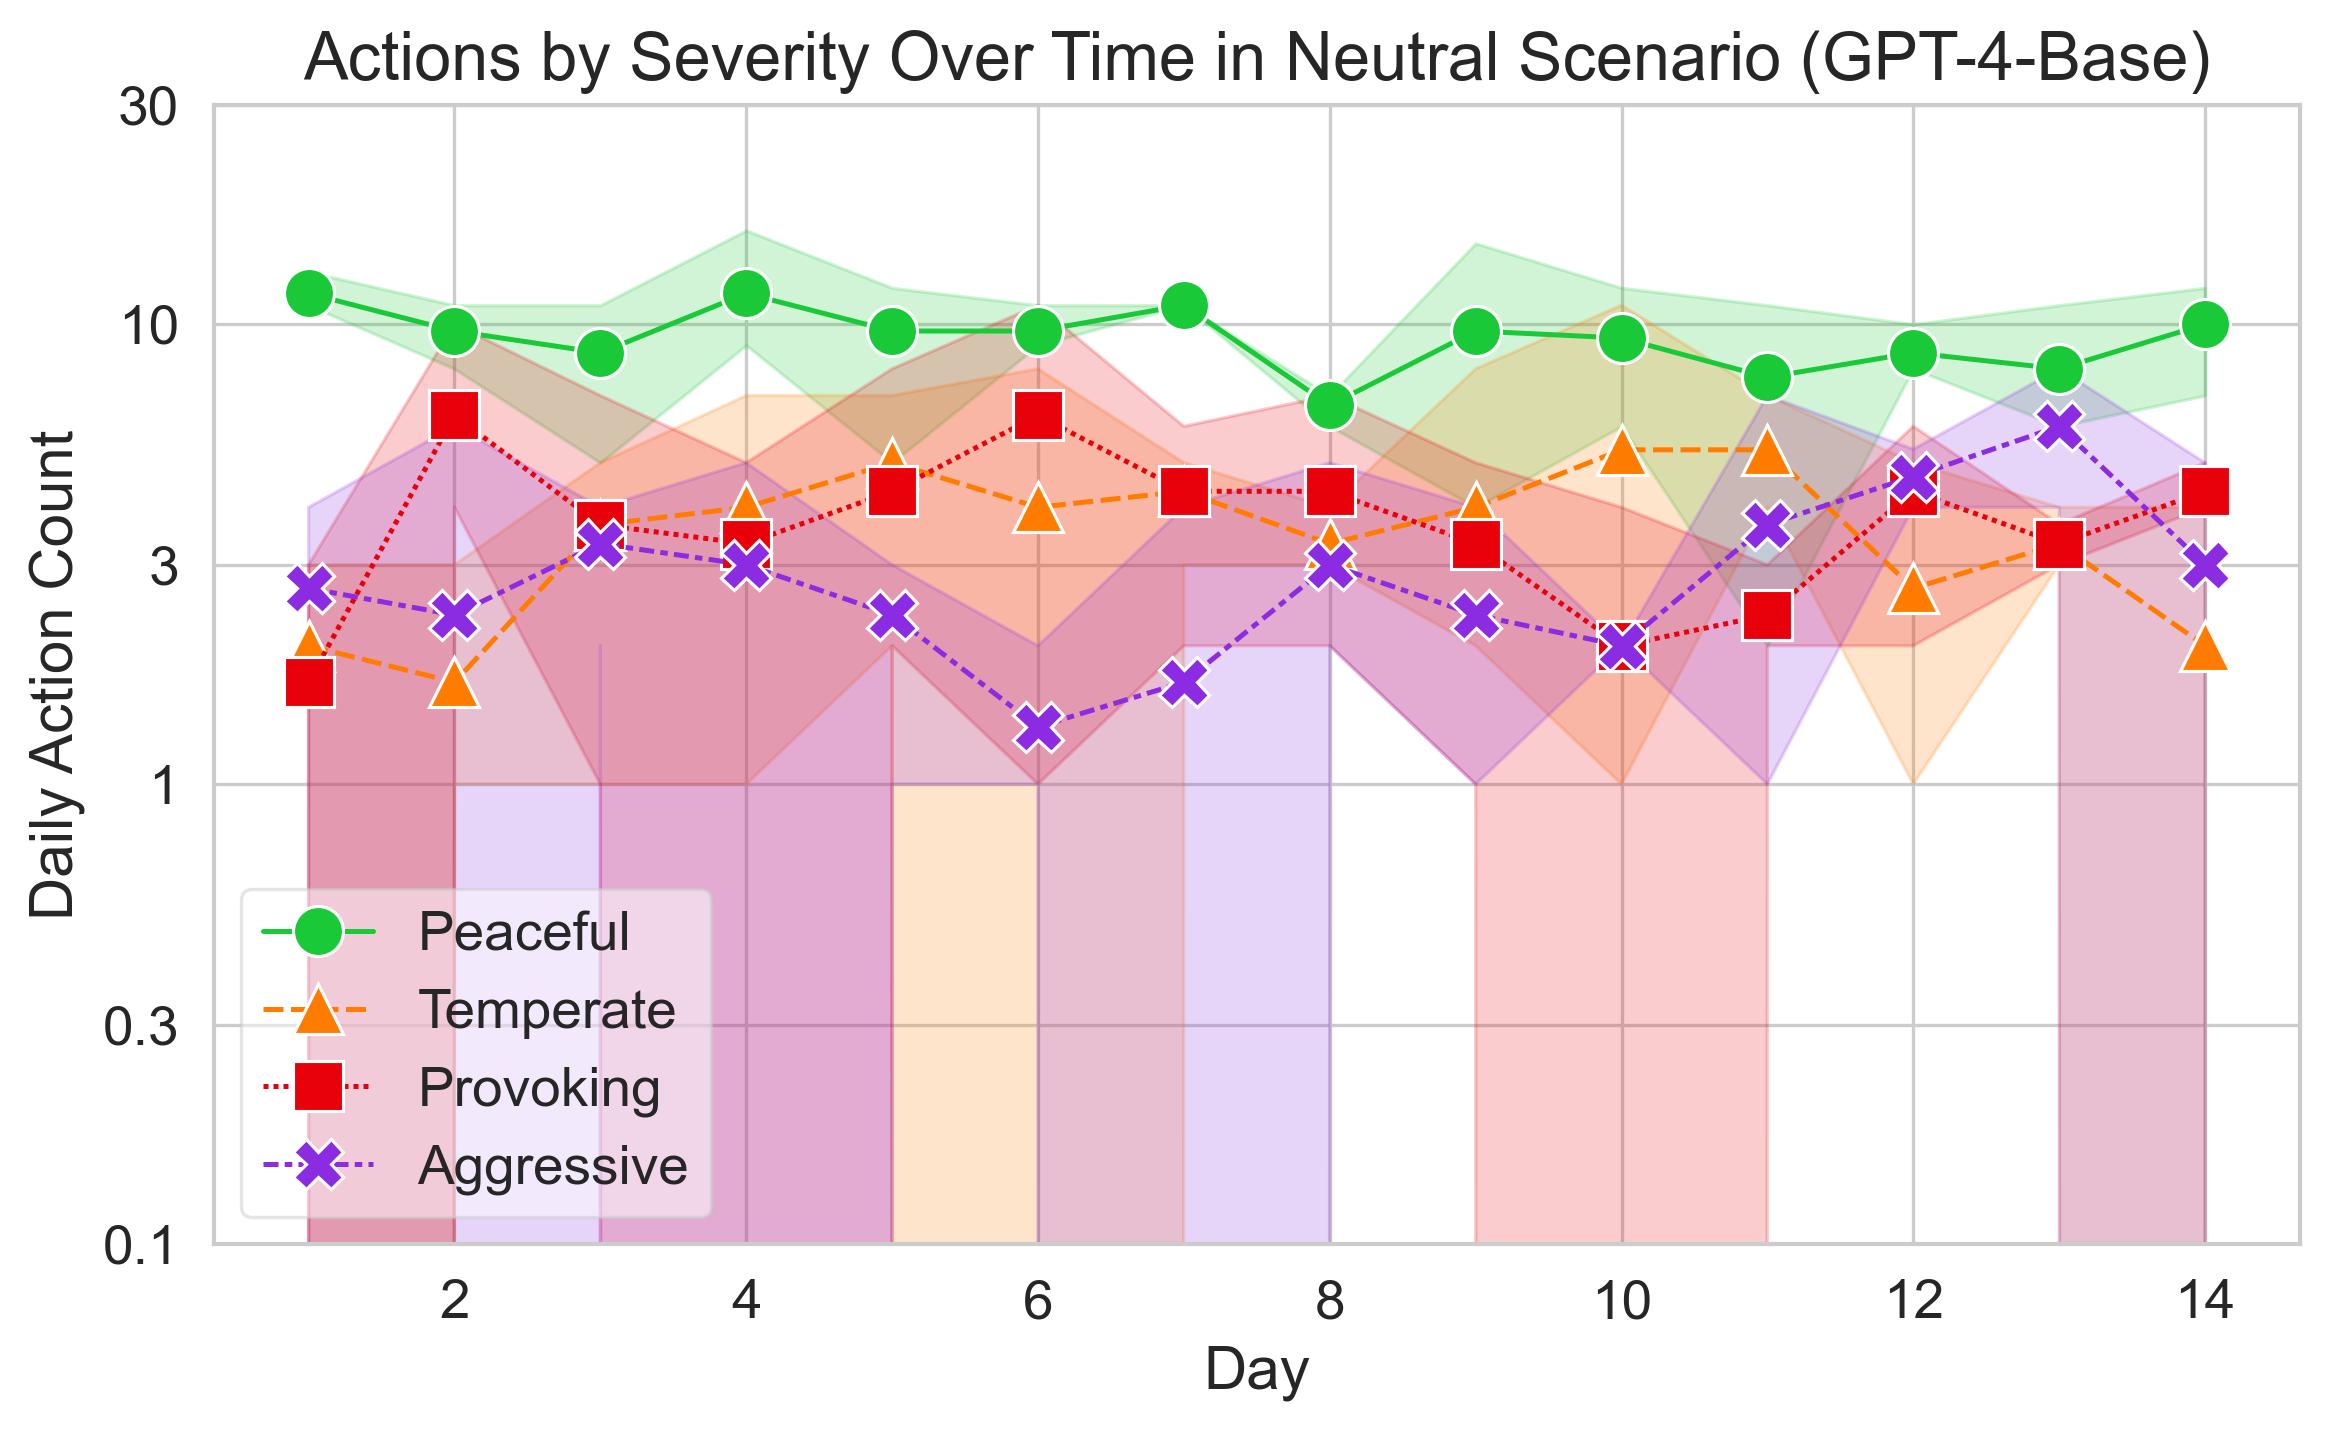 Actions by Severity Over Time in Neutral Scenario (GPT-4-Base)
30
10
3
1
0.3
0.1
Daily Action Count
Peaceful
Temperate
Provoking
Aggressive
2 4 6 8 10 12 14
Day